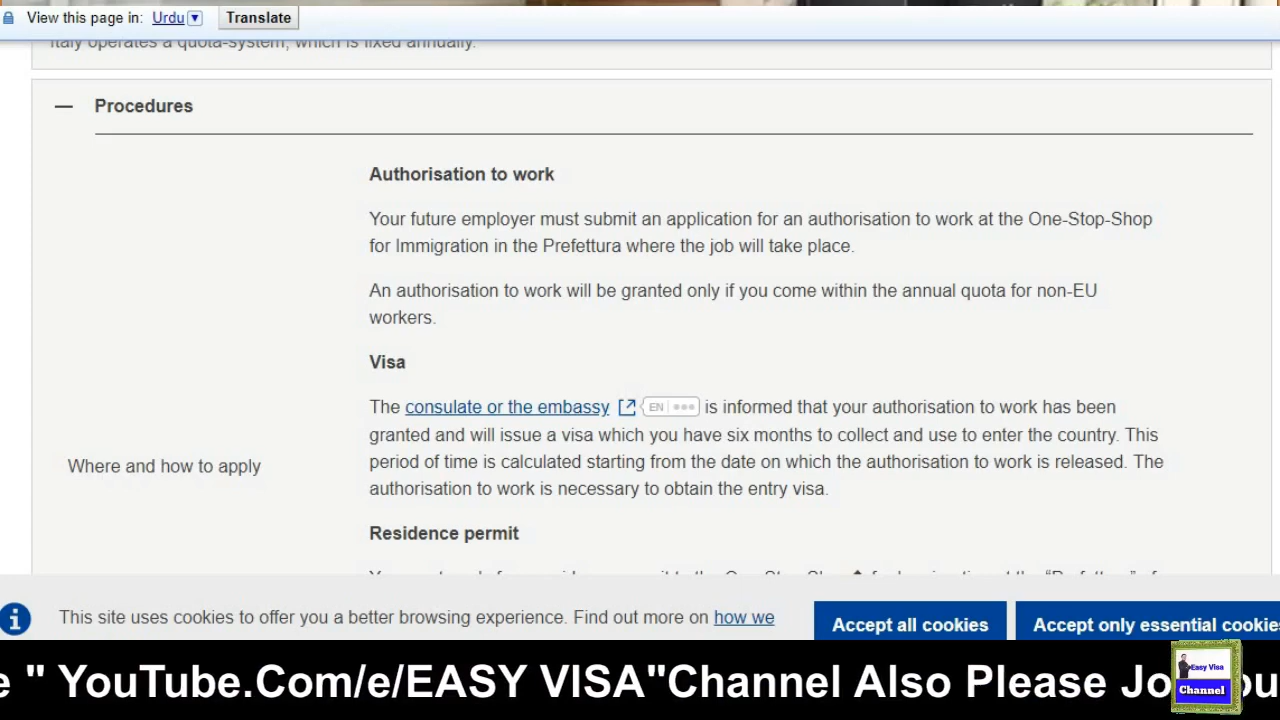 View this page in: Urdu Translate
Italy operates a quota-system, which is fixed annually.
Procedures
Authorisation to work
Your future employer must submit an application for an authorisation to work at the One-Stop-Shop
for Immigration in the Prefettura where the job will take place.
An authorisation to work will be granted only if you come within the annual quota for non-EU
workers.
Visa
The consulate or the embassy EN is informed that your authorisation to work has been
granted and will issue a visa which you have six months to collect and use to enter the country. This
period of time is calculated starting from the date on which the authorisation to work is released. The
Where and how to apply
authorisation to work is necessary to obtain the entry visa.
Residence permit
This site uses cookies to offer you a better browsing experience. Find out more on how we
Accept all cookies
Accept only essential cookies
e " YouTube.Com/e/EASY VISA"Channel Also Please Jo
Easy Visa
Channel